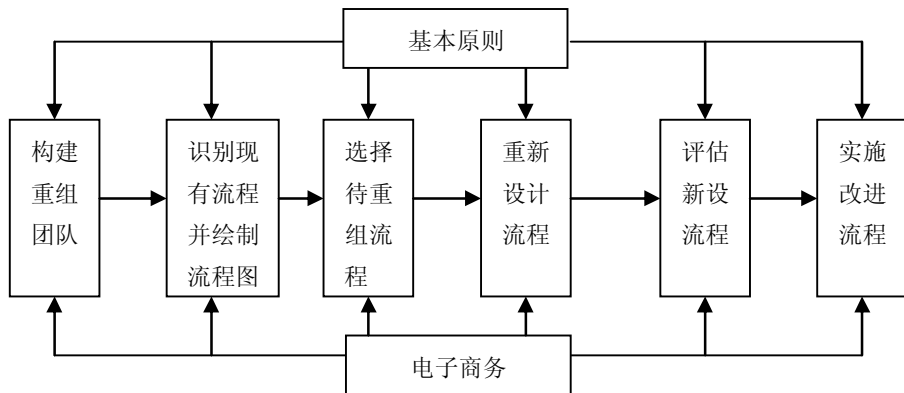 基本原则
构建
重组
团队
识别现
有流程
并绘制
流程图
选择
待重
组流
程
重新
设计
流程
评估
新设
流程
实施
改进
流程
电子商务